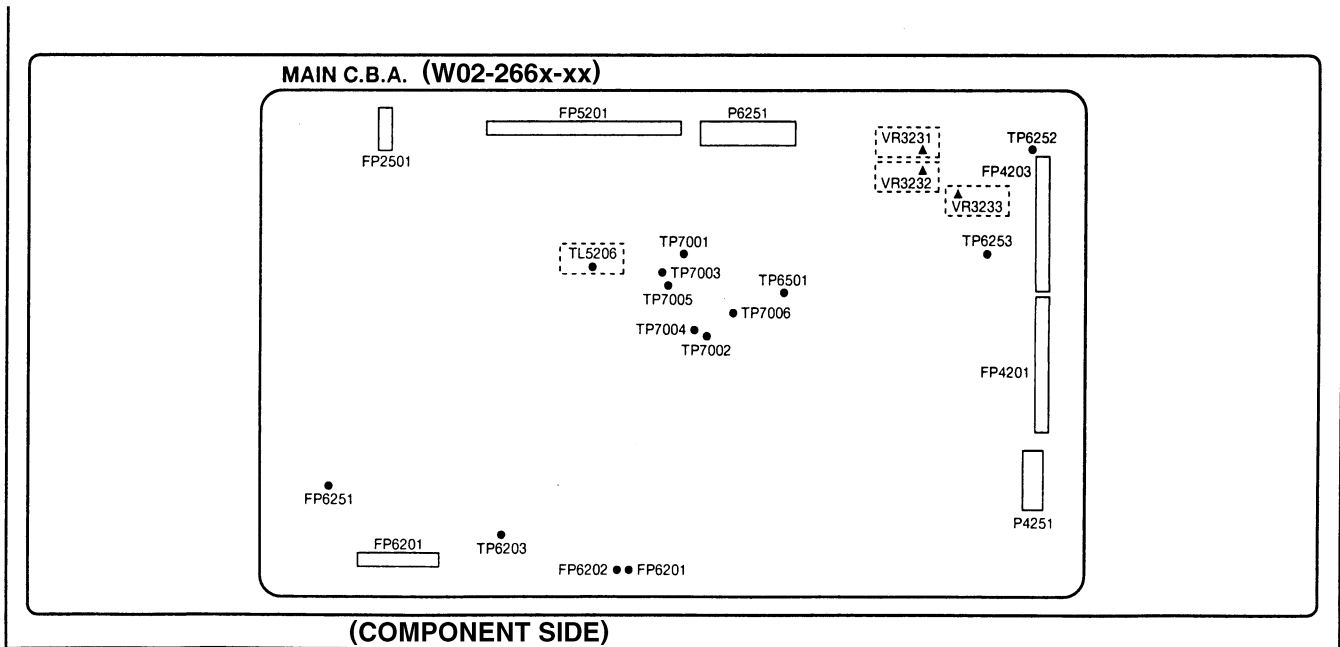 MAIN C.B.A. (W02-266x-xx)
FP5201
P6251
FP2501
VR3231
TP6252
FP4203
VR3232
VR3233
TP7001
TP6253
TL5206
TP7003
TP6501
TP7005
TP7006
TP7004
TP7002
FP4201
FP6251
P4251
FP6201
TP6203
FP6202
FP6201
(COMPONENT SIDE)